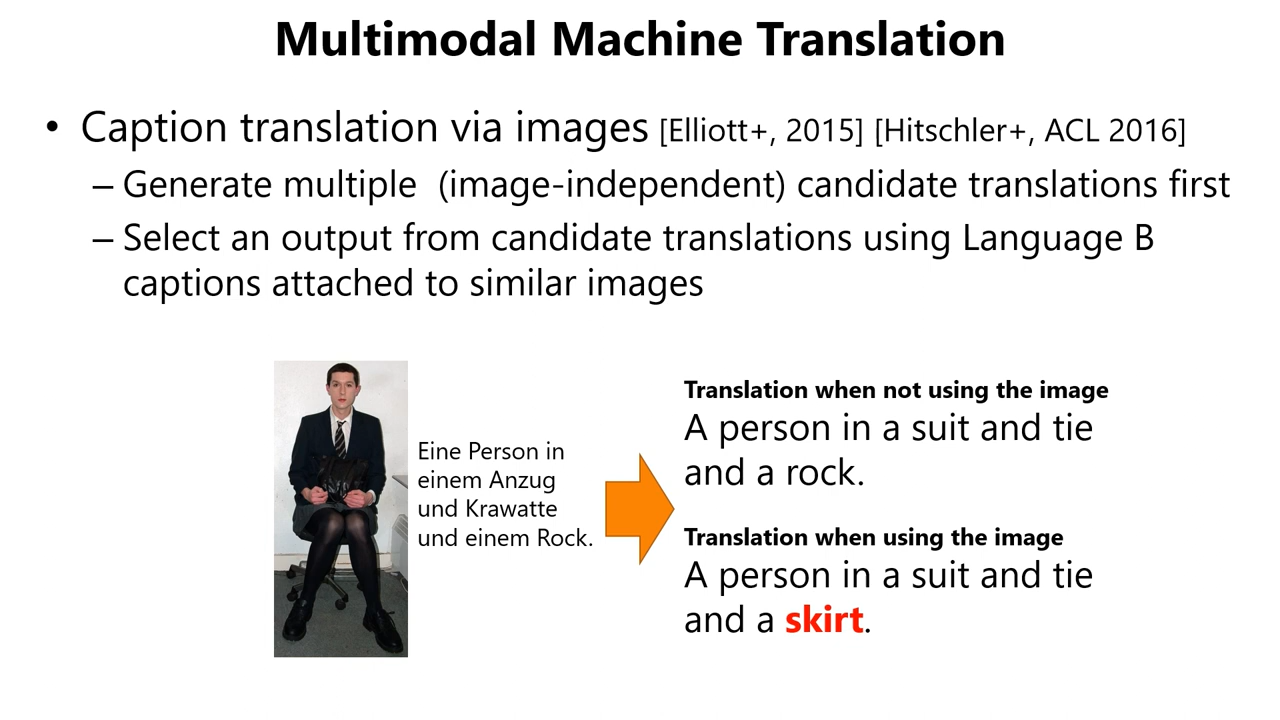 Multimodal Machine Translation
• Caption translation via images [Elliott+, 2015] [Hitschler+, ACL 2016]
– Generate multiple (image-independent) candidate translations first
– Select an output from candidate translations using Language B
captions attached to similar images
Eine Person in
einem Anzug
und Krawatte
und einem Rock.
Translation when not using the image
A person in a suit and tie
and a rock.
Translation when using the image
A person in a suit and tie
and a skirt.